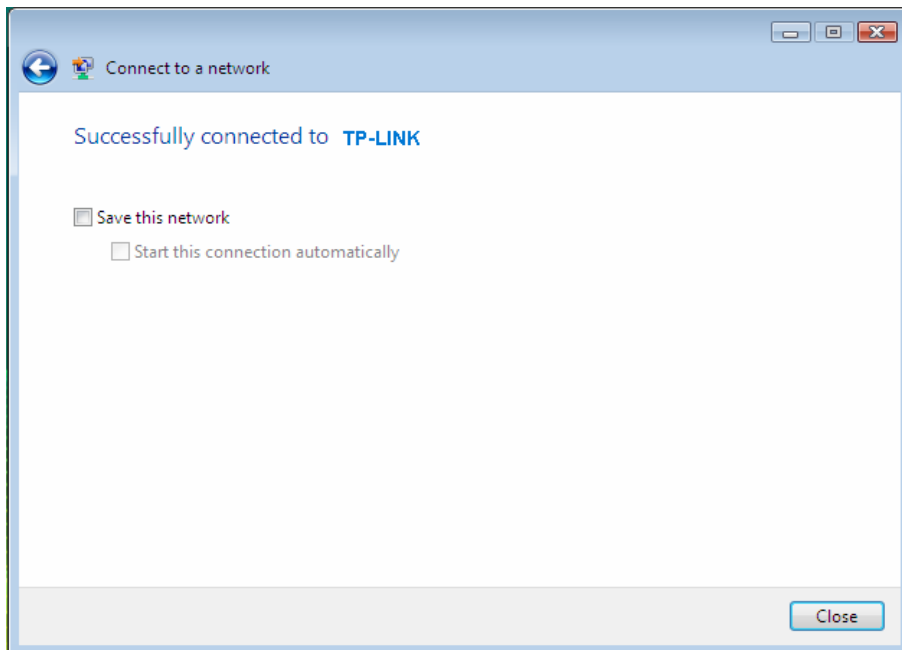 Connect to a network
Successfully connected to TP-LINK
Save this network
Start this connection automatically
Close